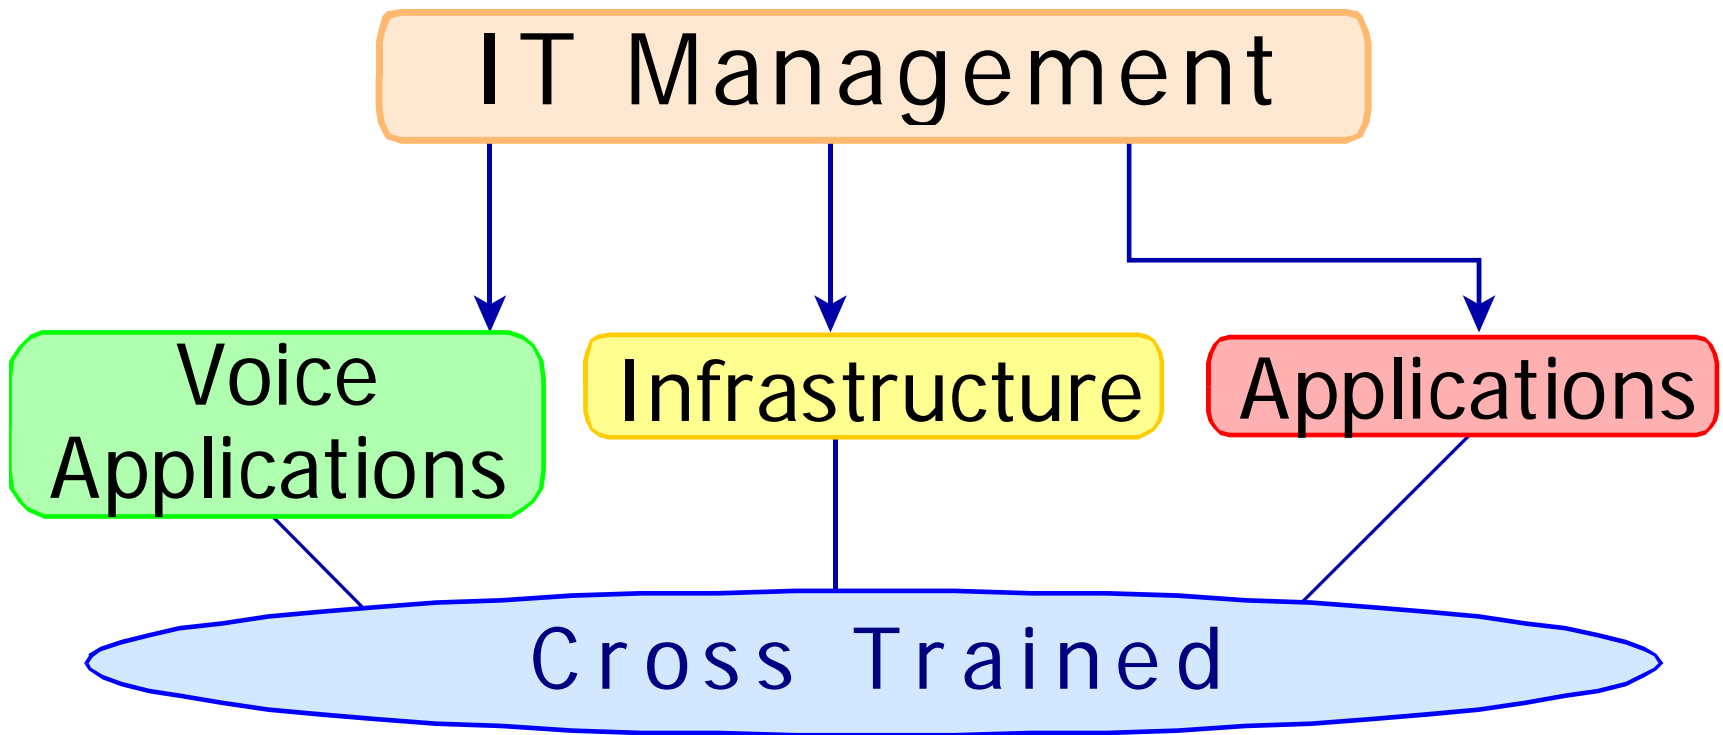 IT Management
Voice
Applications
Infrastructure
Applications
Cross Trained